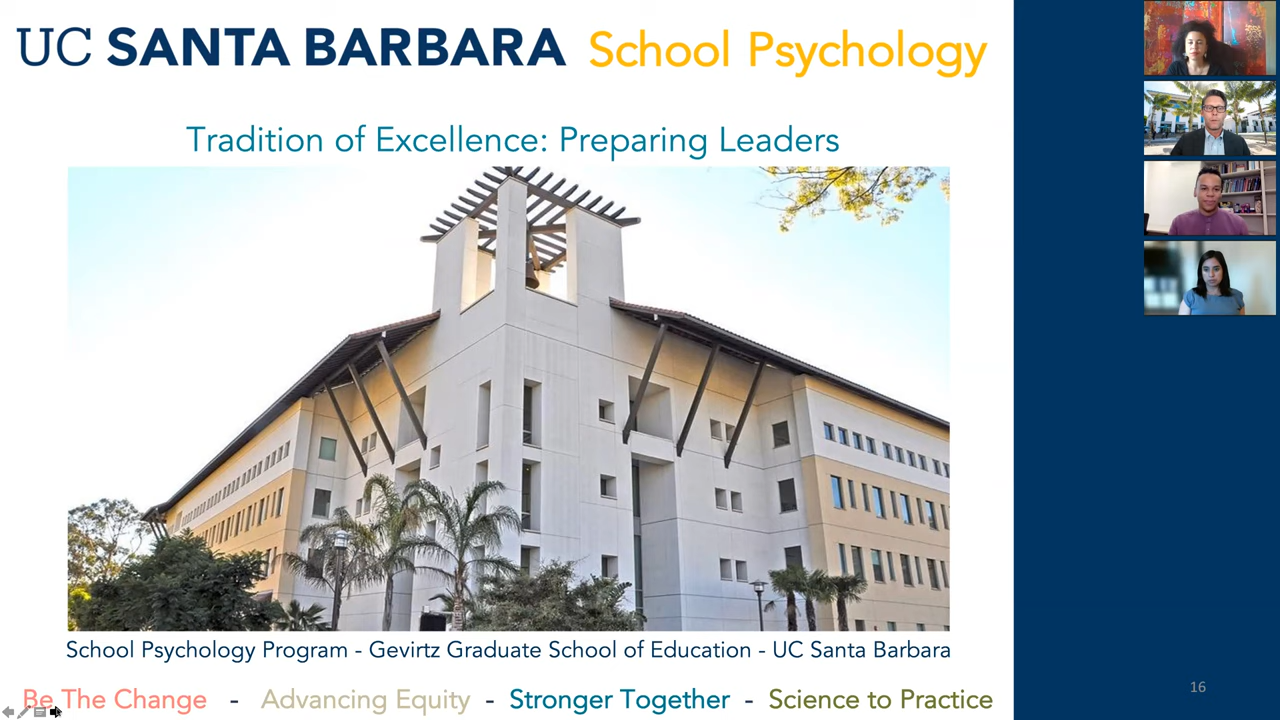 UC SANTA BARBARA School Psychology
Tradition of Excellence: Preparing Leaders
School Psychology Program - Gevirtz Graduate School of Education - UC Santa Barbara
Be The Change - Advancing Equity - Stronger Together - Science to Practice
16